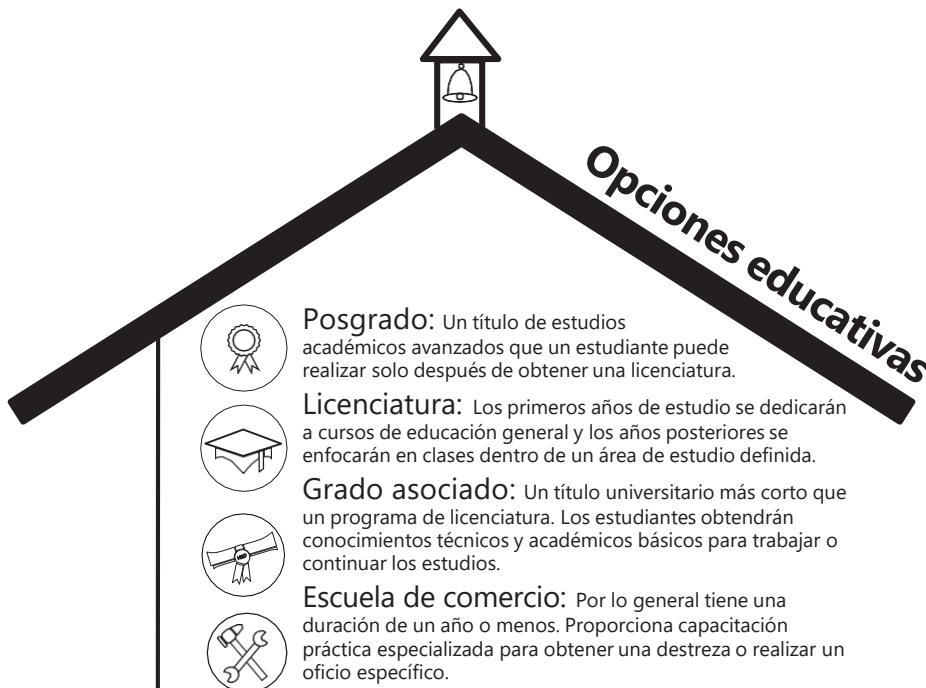 Opciones educativas
Posgrado: Un título de estudios
académicos avanzados que un estudiante puede
realizar solo después de obtener una licenciatura.
Licenciatura: Los primeros años de estudio se dedicarán
a cursos de educación general y los años posteriores se
enfocarán en clases dentro de un área de estudio definida.
Grado asociado: Un título universitario más corto que
un programa de licenciatura. Los estudiantes obtendrán
conocimientos técnicos y académicos básicos para trabajar o
continuar los estudios.
Escuela de comercio: Por lo general tiene una
duración de un año o menos. Proporciona capacitación
práctica especializada para obtener una destreza o realizar un
oficio específico.